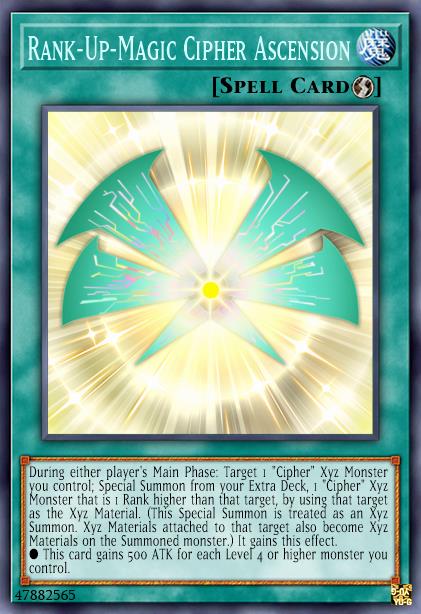 Rank-Up-Magic Cipher Ascension 魔
[Spell Card]
During either player's Main Phase: Target 1 "Cipher" Xyz Monster
you control; Special Summon from your Extra Deck, 1 "Cipher" Xyz
Monster that is 1 Rank higher than that target, by using that target
as the Xyz Material. (This Special Summon is treated as an Xyz
Summon. Xyz Materials attached to that target also become Xyz
Materials on the Summoned monster.) It gains this effect.
● This card gains 500 ATK for each Level 4 or higher monster you
control.
47882565